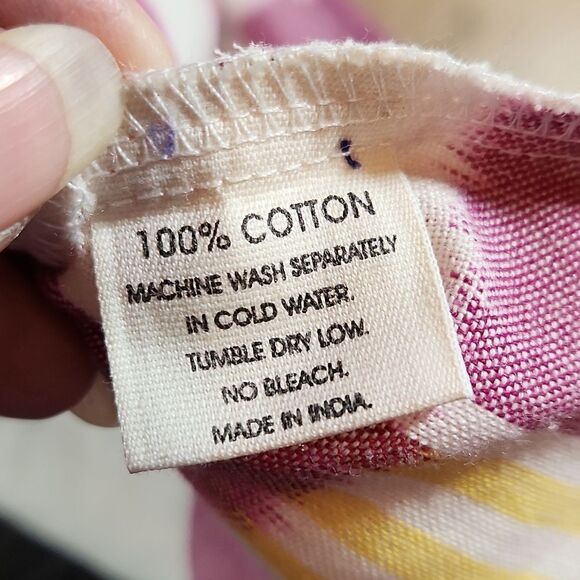 100% COTTON
MACHINE WASH SEPARATELY
IN COLD WATER.
TUMBLE DRY LOW.
NO BLEACH.
MADE IN INDIA.